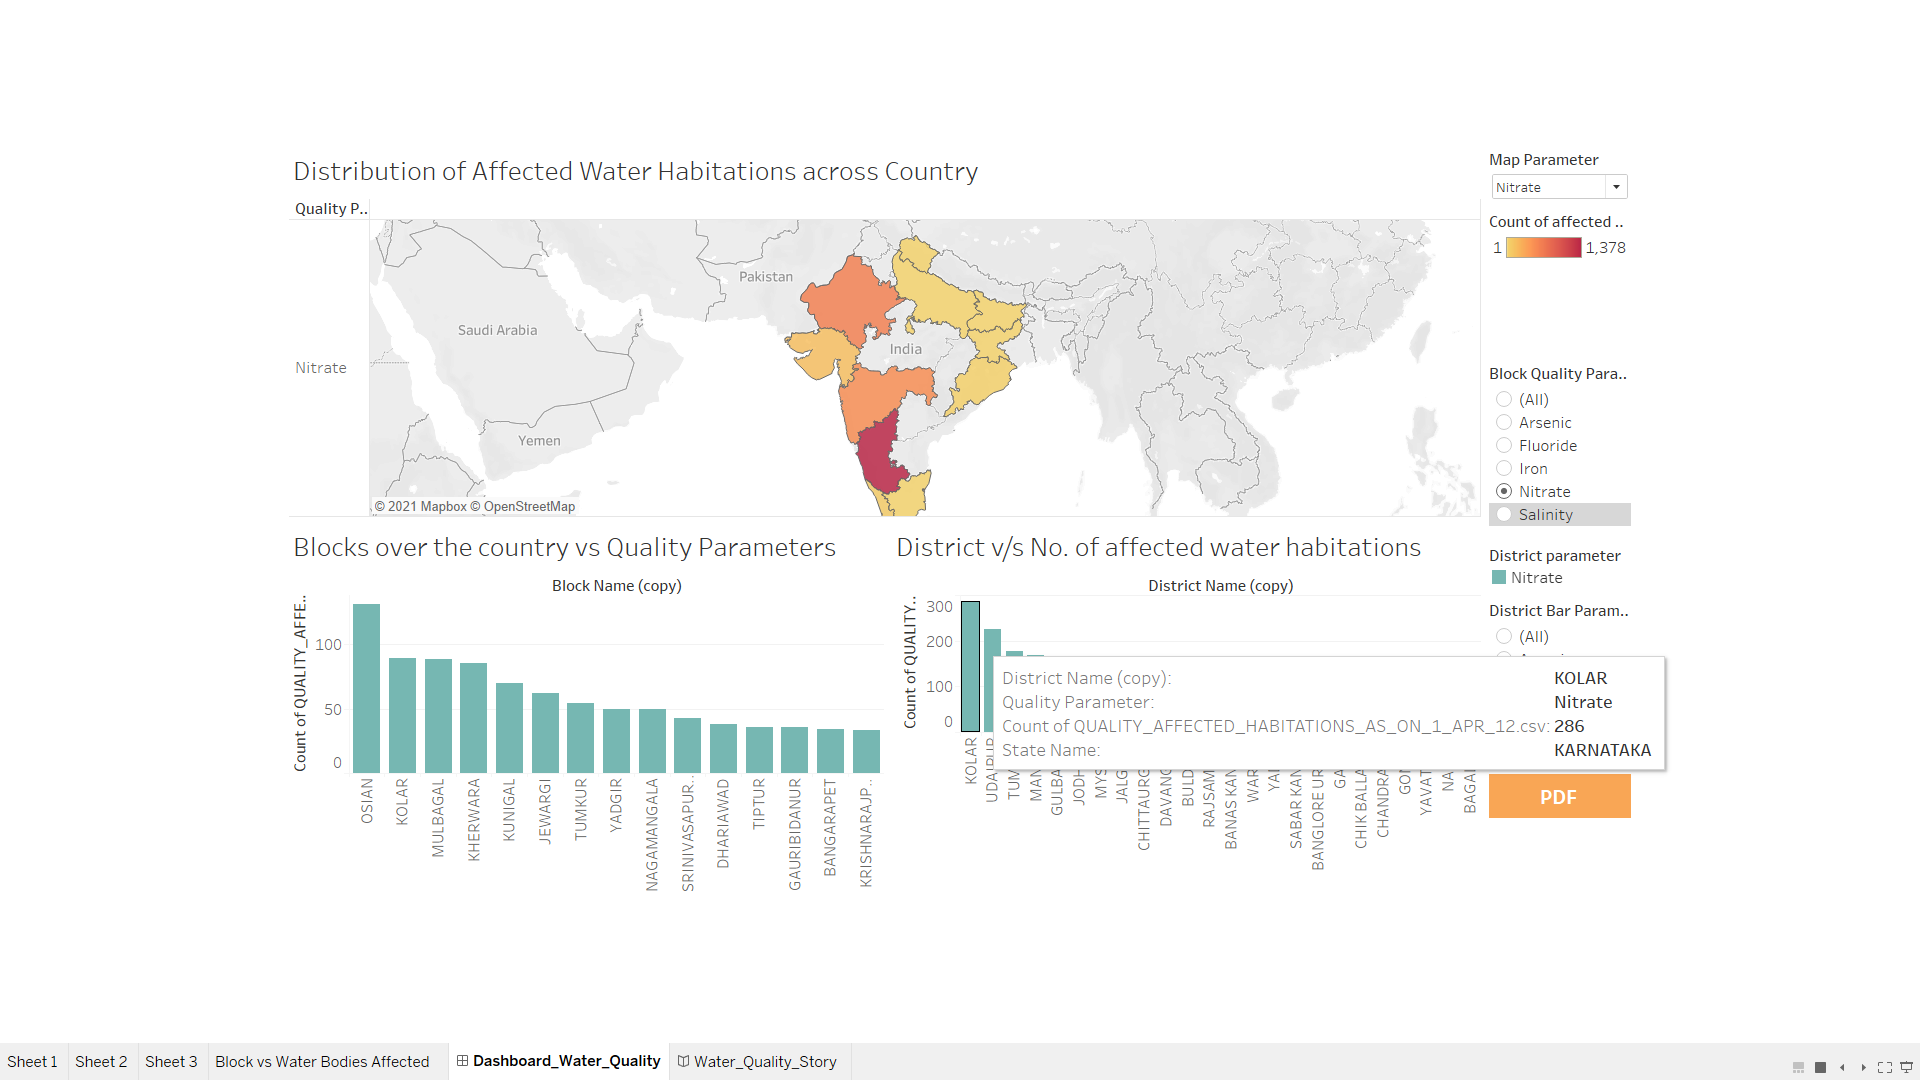 Distribution of Affected Water Habitations across Country
Quality P..
Nitrate
Pakistan
Saudi Arabia
India
Yemen
© 2021 Mapbox © OpenStreetMap
Map Parameter
Nitrate
Count of affected ..
1
1,378
Block Quality Para..
(All)
Arsenic
Fluoride
Iron
Nitrate
Salinity
District parameter
Nitrate
District Bar Param..
(All)
Blocks over the country vs Quality Parameters
Block Name (copy)
Count of QUALITY_AFFE..
100
50
0
OSIAN
KOLAR
MULBAGAL
KHERWARA
KUNIGAL
JEWARGI
TUMKUR
YADGIR
NAGAMANGALA
SRINIVASAPUR..
DHARIAWAD
TIPTUR
GAURIBIDANUR
BANGARAPET
KRISHNARAJP..
District v/s No. of affected water habitations
District Name (copy)
Count of QUALITY..
300
200
100
0
District Name (copy): KOLAR
Quality Parameter: Nitrate
Count of QUALITY_AFFECTED_HABITATIONS_AS_ON_1_APR_12.csv: 286
State Name: KARNATAKA
KOLAR
UDAIPUR
TUM
MAN
GULBA
JODH
MYS
JALG
CHITTAURG
DAVANG
BULD
RAJSAM
BANAS KAN
WAR
YA
SABAR KAN
BANGLORE UR
GA
CHIK BALLA
CHANDRA
GON
YAVAT
NA
BAGAL
PDF
Sheet 1
Sheet 2
Sheet 3
Block vs Water Bodies Affected
Dashboard_Water_Quality
Water_Quality_Story